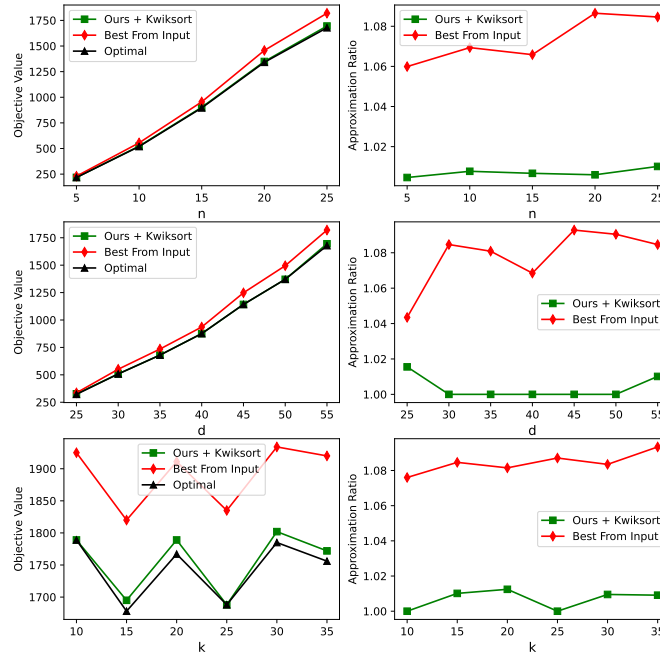 Objective Value
1750
1500
1250
1000
750
500
250
Ours + Kwiksort
Best From Input
Optimal
5 10 15 20 25
n
Approximation Ratio
1.08
1.06
1.04
1.02
Ours + Kwiksort
Best From Input
5 10 15 20 25
n
Objective Value
1750
1500
1250
1000
750
500
250
Ours + Kwiksort
Best From Input
Optimal
25 30 35 40 45 50 55
d
Approximation Ratio
1.08
1.06
1.04
1.02
1.00
Ours + Kwiksort
Best From Input
25 30 35 40 45 50 55
d
Objective Value
1900
1850
1800
1750
1700
Ours + Kwiksort
Best From Input
Optimal
10 15 20 25 30 35
k
Approximation Ratio
1.08
1.06
1.04
1.02
1.00
Ours + Kwiksort
Best From Input
10 15 20 25 30 35
k